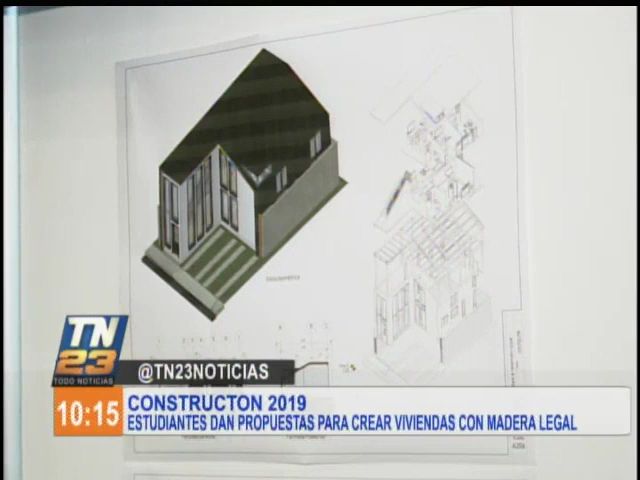 TN
23
TODO NOTICIAS
@TN23NOTICIAS
10:15
CONSTRUCTON 2019
ESTUDIANTES DAN PROPUESTAS PARA CREAR VIVIENDAS CON MADERA LEGAL